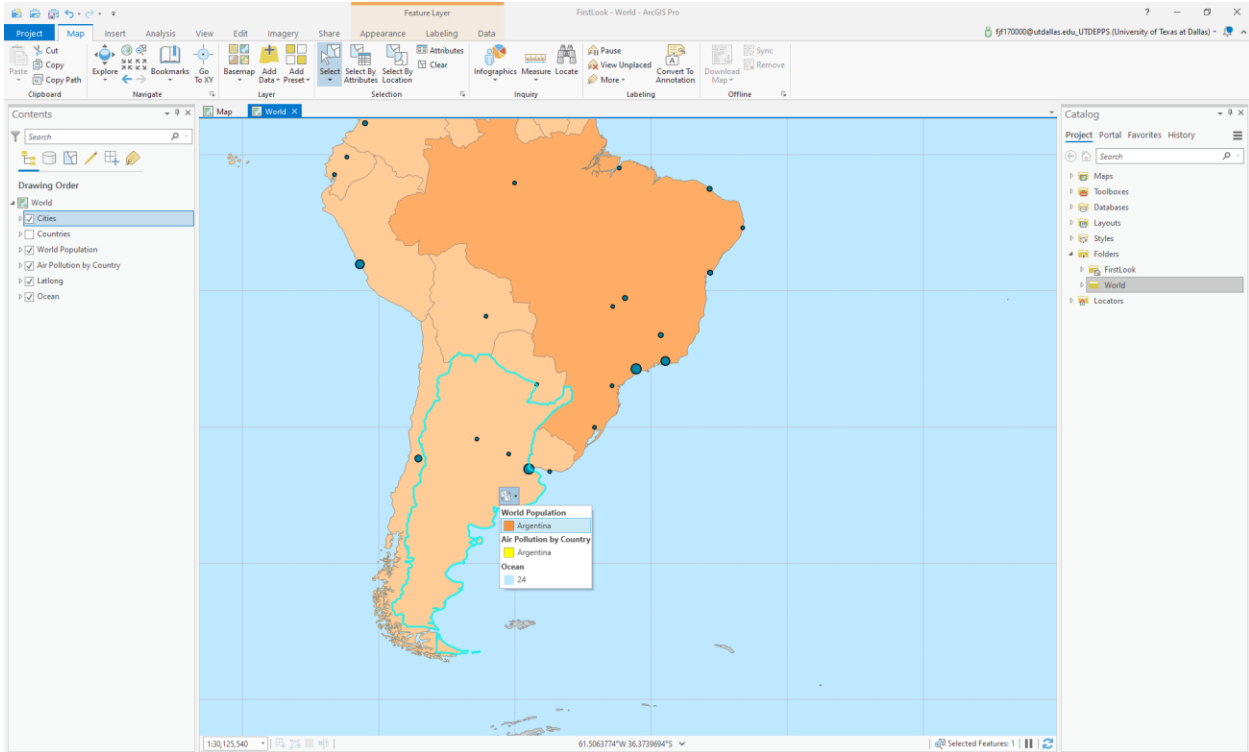 Feature Layer
FirstLook - World - ArcGIS Pro
?
Project Map Insert Analysis View Edit Imagery Share Appearance Labeling Data
fjf170000@utdallas.edu_UTDEPPS (University of Texas at Dallas)
Paste
Cut
Copy
Copy Path
Clipboard
Explore
Bookmarks
Go To XY
Navigate
Basemap
Add Data
Add Preset
Layer
Select
Select By Attributes
Select By Location
Attributes
Clear
Selection
Infographics
Measure
Locate
Inquiry
Pause
View Unplaced
More
Convert To Annotation
Labeling
Download Map
Sync
Remove
Offline
Contents
Search
Drawing Order
World
Cities
Countries
World Population
Air Pollution by Country
Latlong
Ocean
Map World
World Population
Argentina
Air Pollution by Country
Argentina
Ocean
24
1:30,125,540
61.5063774°W 36.3739694°S
Selected Features: 1
Catalog
Project Portal Favorites History
Search
Maps
Toolboxes
Databases
Layouts
Styles
Folders
FirstLook
World
Locators